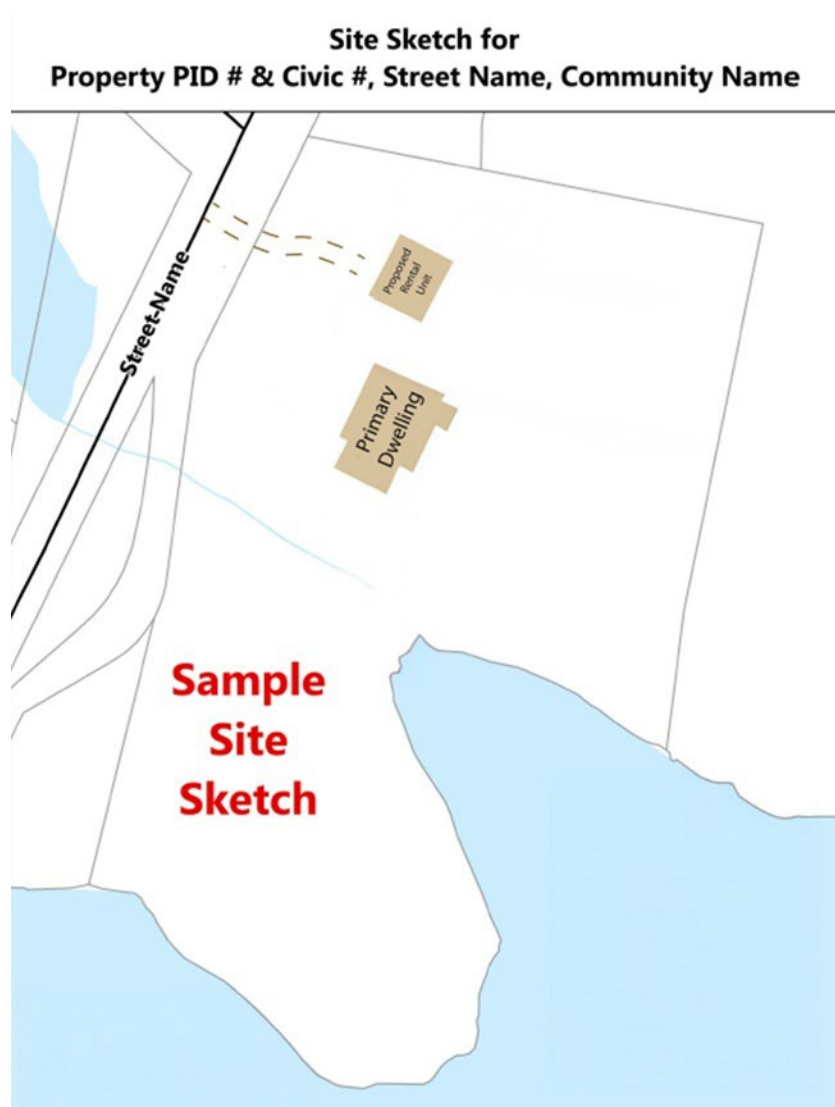 Site Sketch for
Property PID # & Civic #, Street Name, Community Name
Street-Name
Proposed
Rental
Unit
Primary
Dwelling
Sample
Site
Sketch